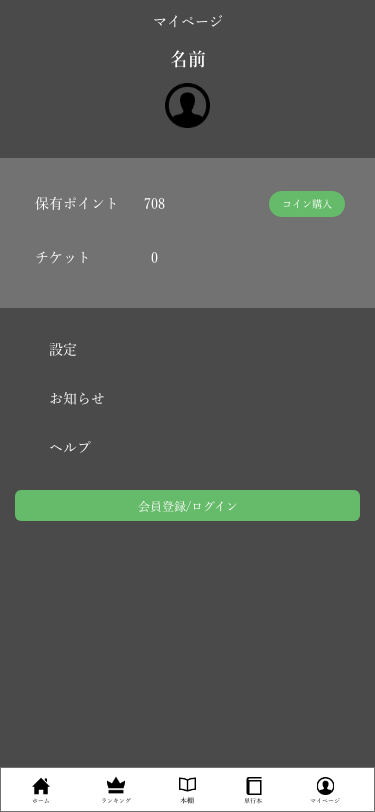 マイページ
名前
保有ポイント 708 コイン購入
チケット 0
設定
お知らせ
ヘルプ
会員登録/ログイン
ホーム ランキング 本棚 単行本 マイページ